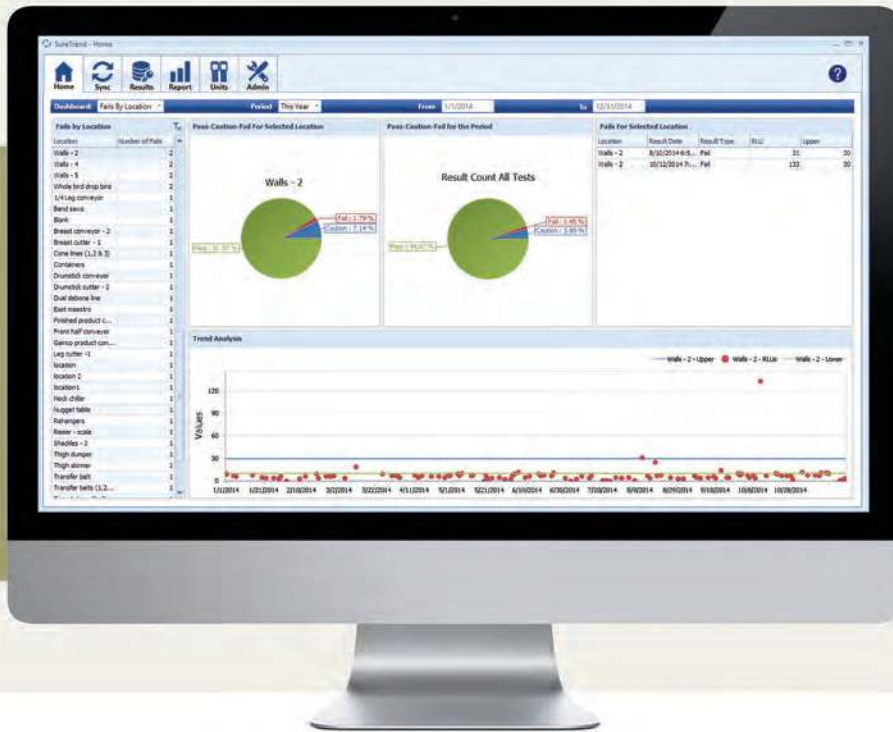 SureTrend - Home
Home Sync Results Report Units Admin
Dashboard: Fails By Location Period This Year From 1/1/2014 To 12/31/2014
Fails by Location
Location Number of Fails
Walls - 2 2
Walls - 4 2
Walls - 5 2
Whole bird drop bins 2
1/4 Leg conveyor 1
Band saws 1
Blank 1
Breast conveyor - 2 1
Breast cutter - 1 1
Cone lines (1,2 & 3) 1
Containers 1
Drumstick conveyor 1
Drumstick cutter - 2 1
Dual debone line 1
East maestro 1
Finished product c... 1
Front half conveyor 1
Gainco product con... 1
Leg cutter -1 1
location 1
location 2 1
location1 1
Neck chiller 1
Nugget table 1
Rehangers 1
Reiser - scale 1
Shackles - 3 1
Thigh dumper 1
Thigh skinner 1
Transfer belt 1
Transfer belts (1,2,... 1
Pass-Caution-Fail For Selected Location
Walls - 2
Fail : 1.79 %
Caution : 7.14 %
Pass-Caution-Fail for the Period
Result Count All Tests
Fail : 1.45 %
Fails For Selected Location
Location Result Date Result Type RLU Upper
Walls - 2 8/10/2014 6:5... Fail 31 30
Walls - 2 10/12/2014 7:... Fail 133 30
Trend Analysis
Walls - 2 - Upper Walls - 2 - RLUs Walls - 2 - Lower
Values
120
90
60
30
0
1/1/2014 1/21/2014 2/10/2014 3/2/2014 3/22/2014 4/11/2014 5/1/2014 5/21/2014 6/10/2014 6/30/2014 7/20/2014 8/9/2014 8/29/2014 9/18/2014 10/8/2014 10/28/2014